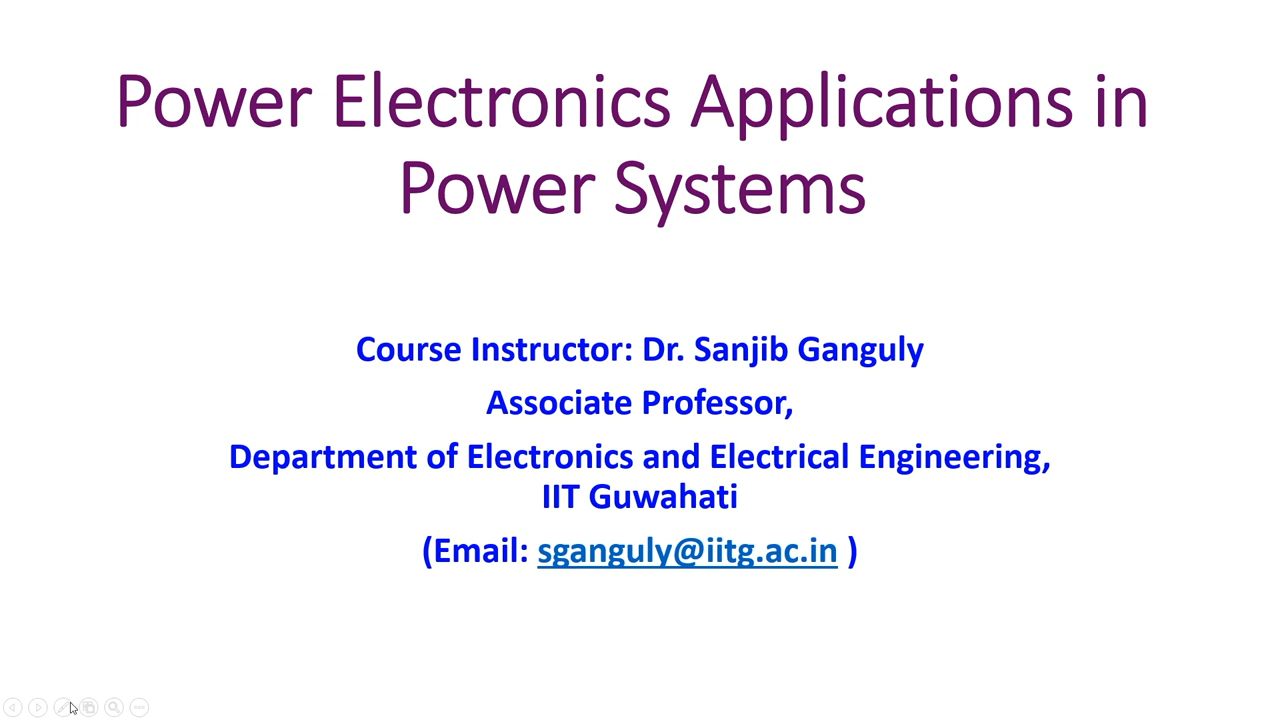 Power Electronics Applications in
Power Systems
Course Instructor: Dr. Sanjib Ganguly
Associate Professor,
Department of Electronics and Electrical Engineering,
IIT Guwahati
(Email: sganguly@iitg.ac.in )